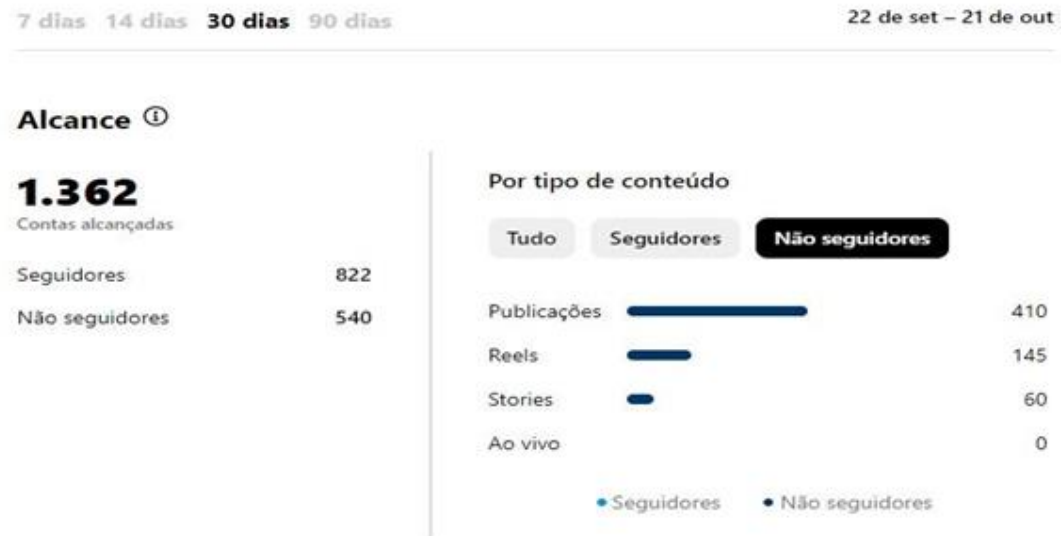 7 dias 14 dias 30 dias 90 dias
22 de set – 21 de out
Alcance
1.362
Contas alcançadas
Seguidores 822
Não seguidores 540
Por tipo de conteúdo
Tudo Seguidores Não seguidores
Publicações 410
Reels 145
Stories 60
Ao vivo 0
Seguidores Não seguidores